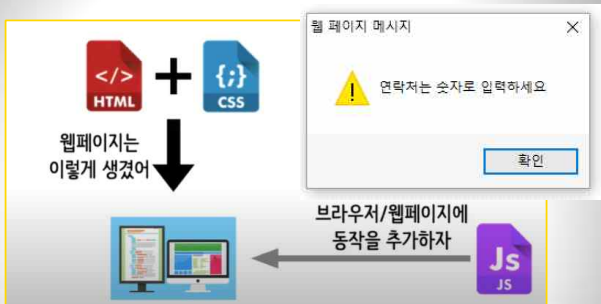 웹 페이지 메시지
연락처는 숫자로 입력하세요
확인
</>
HTML
+
{;}
CSS
웹페이지는
이렇게 생겼어
브라우저/웹페이지에
동작을 추가하자
Js
JS